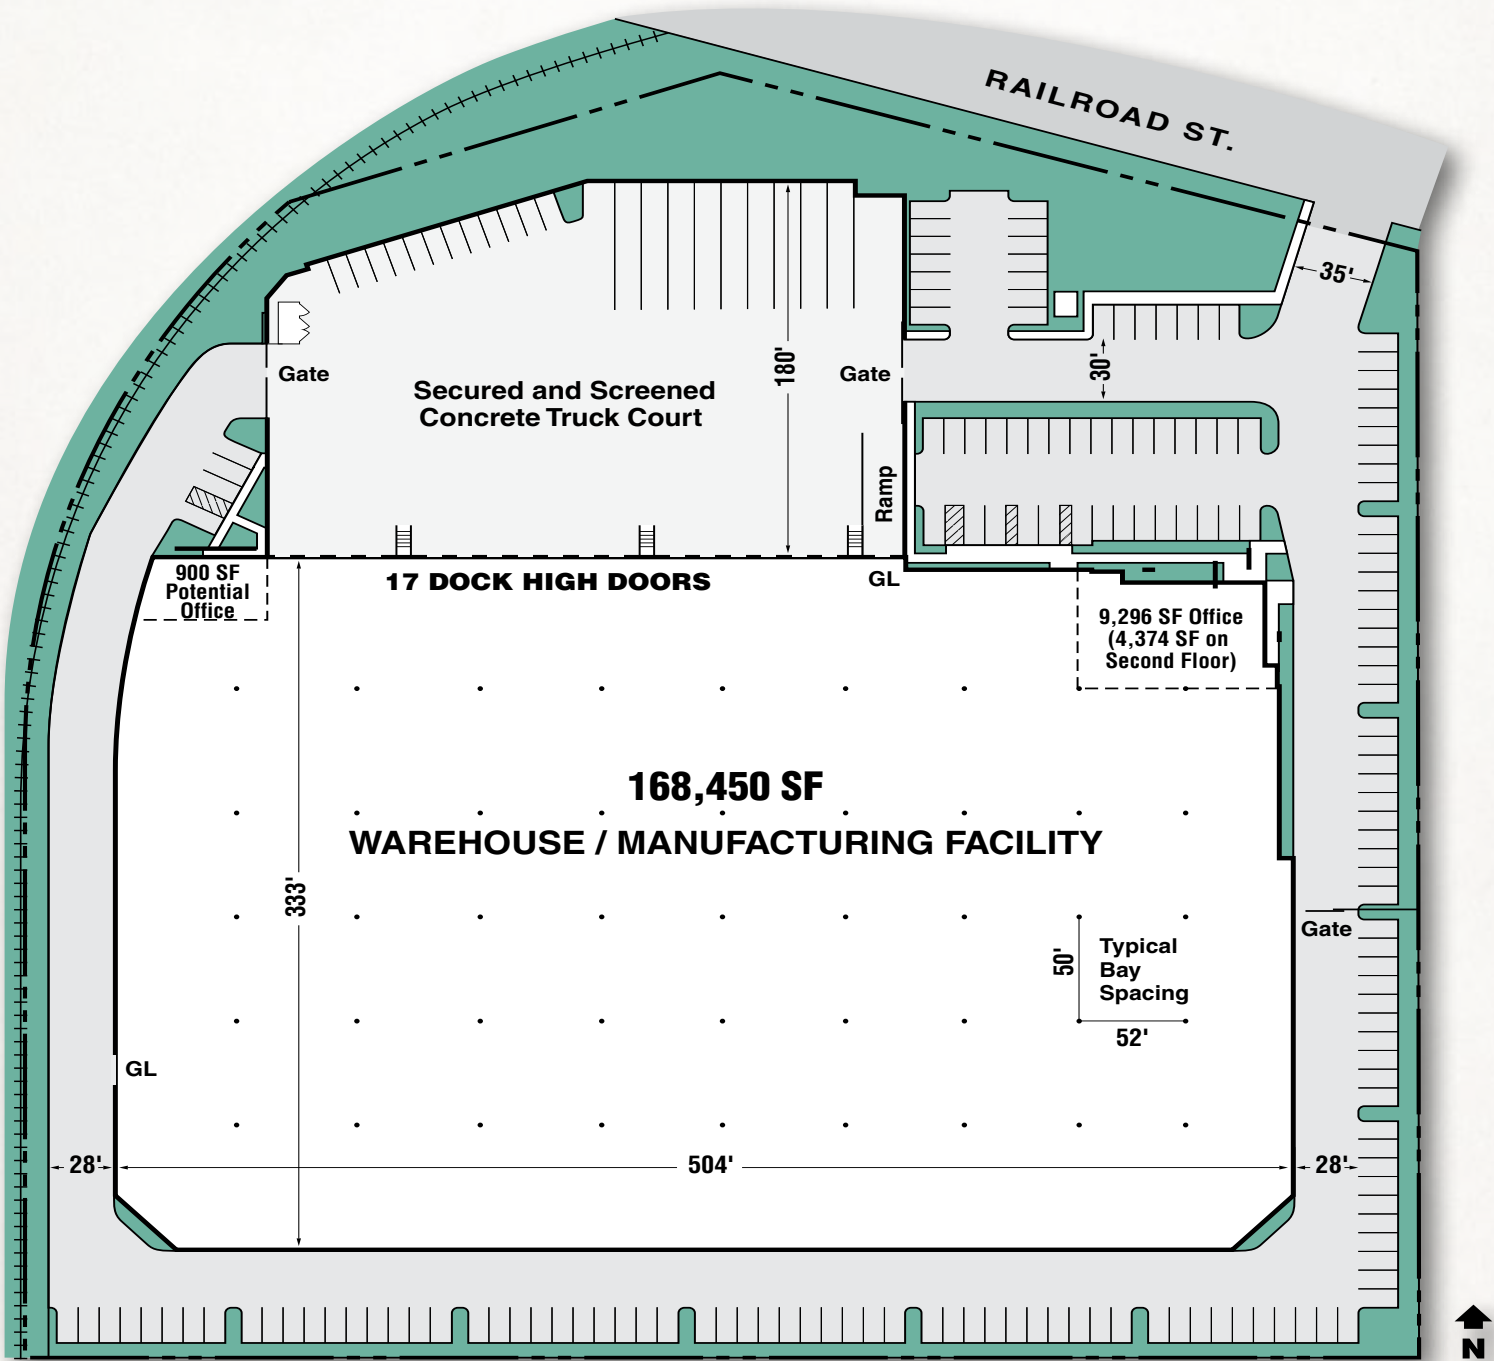 RAILROAD ST.
35'
180'
30'
Gate
Gate
Secured and Screened
Concrete Truck Court
Ramp
900 SF
Potential
Office
17 DOCK HIGH DOORS
GL
9,296 SF Office
(4,374 SF on
Second Floor)
168,450 SF
WAREHOUSE / MANUFACTURING FACILITY
333'
Gate
50'
Typical
Bay
Spacing
52'
GL
28'
504'
28'
N